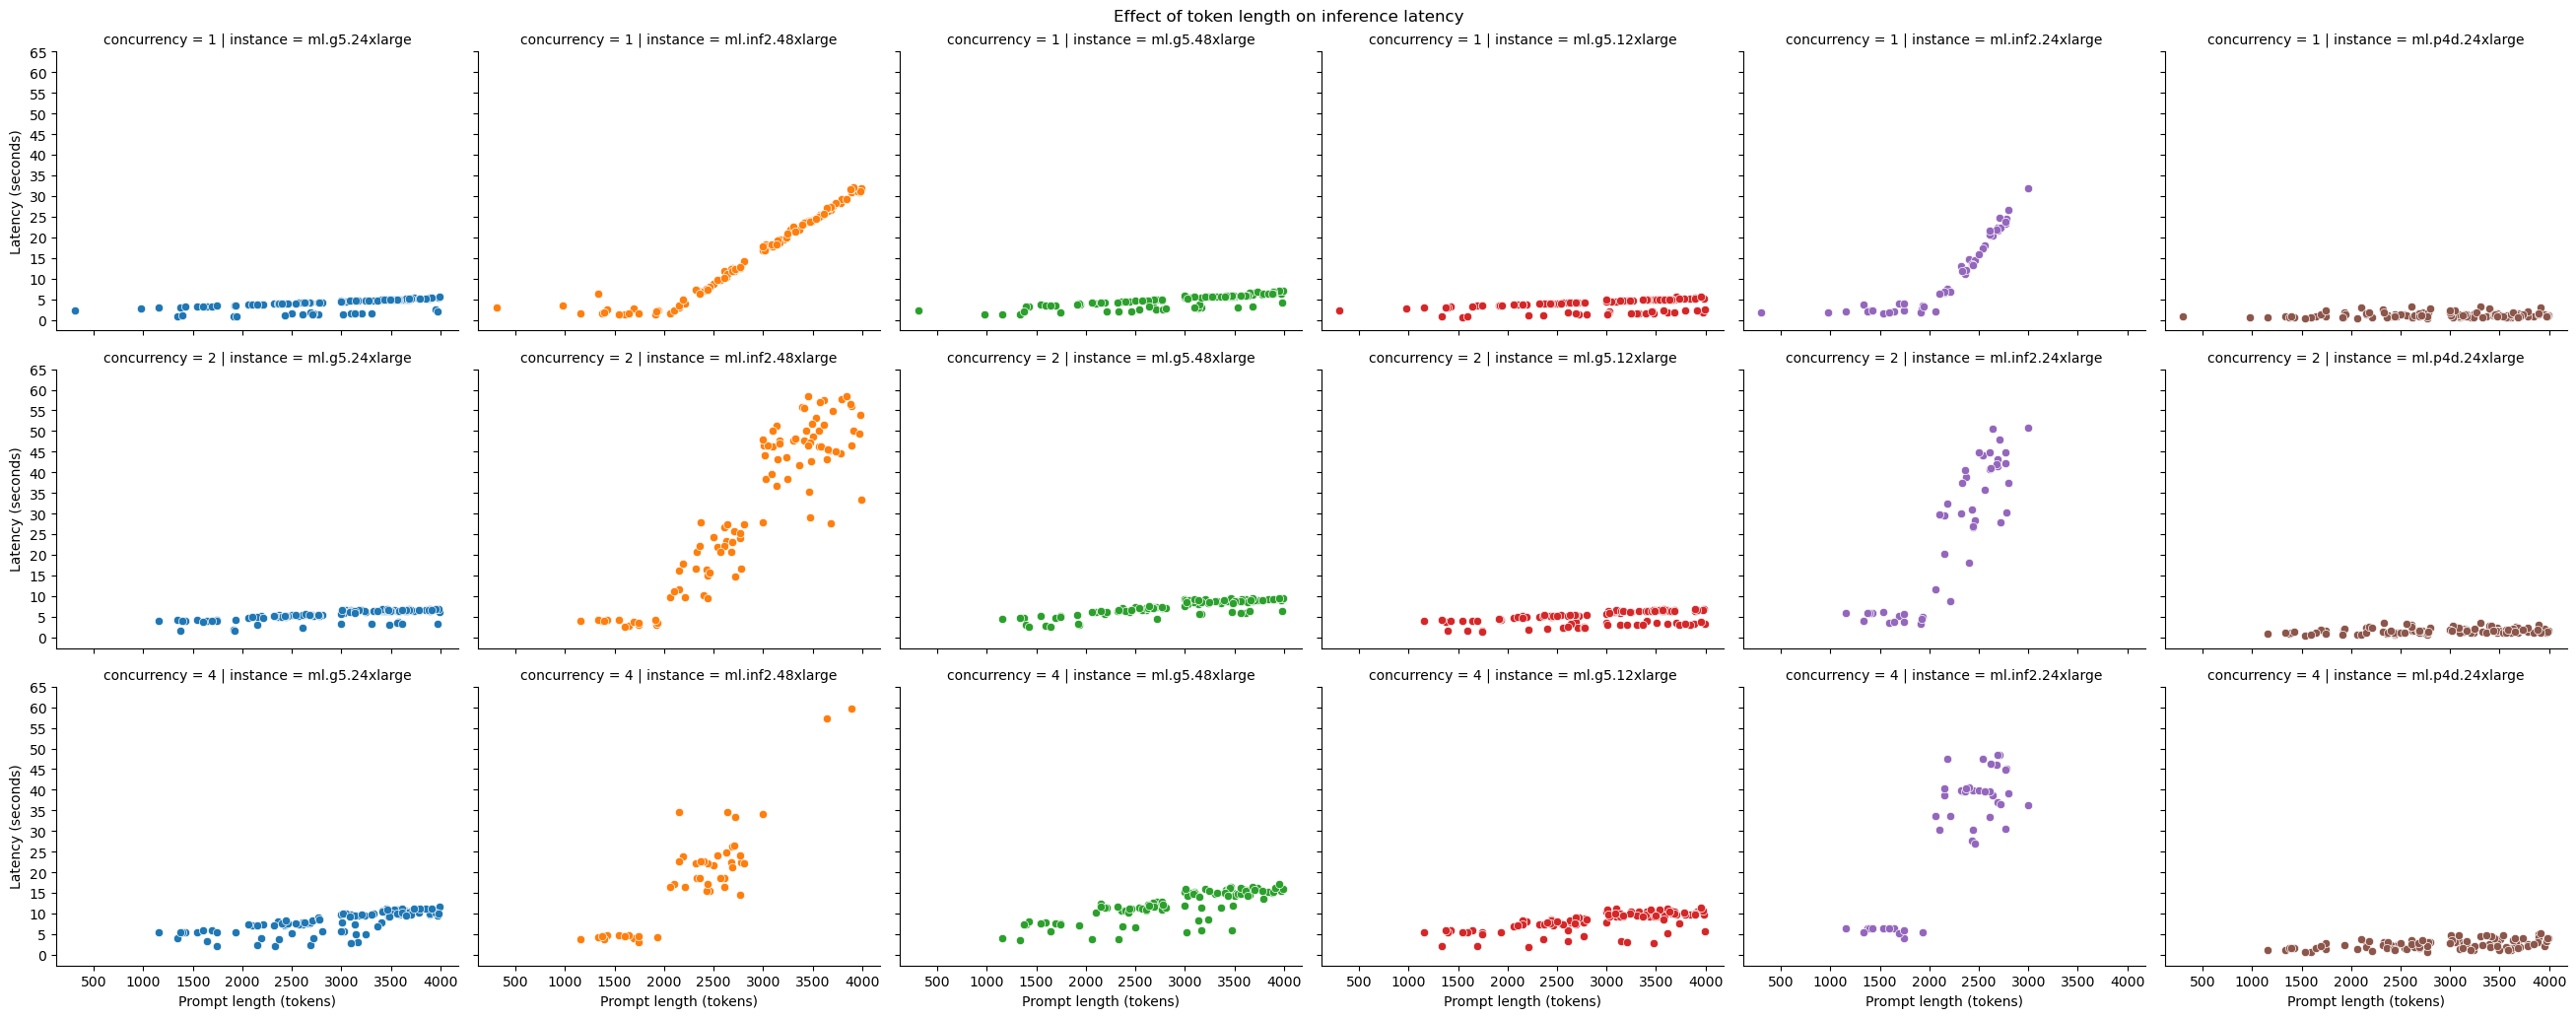 Effect of token length on inference latency
concurrency = 1 | instance = ml.g5.24xlarge
concurrency = 1 | instance = ml.inf2.48xlarge
concurrency = 1 | instance = ml.g5.48xlarge
concurrency = 1 | instance = ml.g5.12xlarge
concurrency = 1 | instance = ml.inf2.24xlarge
concurrency = 1 | instance = ml.p4d.24xlarge
Latency (seconds)
65
60
55
50
45
40
35
30
25
20
15
10
5
0
concurrency = 2 | instance = ml.g5.24xlarge
concurrency = 2 | instance = ml.inf2.48xlarge
concurrency = 2 | instance = ml.g5.48xlarge
concurrency = 2 | instance = ml.g5.12xlarge
concurrency = 2 | instance = ml.inf2.24xlarge
concurrency = 2 | instance = ml.p4d.24xlarge
Latency (seconds)
65
60
55
50
45
40
35
30
25
20
15
10
5
0
concurrency = 4 | instance = ml.g5.24xlarge
concurrency = 4 | instance = ml.inf2.48xlarge
concurrency = 4 | instance = ml.g5.48xlarge
concurrency = 4 | instance = ml.g5.12xlarge
concurrency = 4 | instance = ml.inf2.24xlarge
concurrency = 4 | instance = ml.p4d.24xlarge
Latency (seconds)
65
60
55
50
45
40
35
30
25
20
15
10
5
0
500 1000 1500 2000 2500 3000 3500 4000
500 1000 1500 2000 2500 3000 3500 4000
500 1000 1500 2000 2500 3000 3500 4000
500 1000 1500 2000 2500 3000 3500 4000
500 1000 1500 2000 2500 3000 3500 4000
500 1000 1500 2000 2500 3000 3500 4000
Prompt length (tokens)
Prompt length (tokens)
Prompt length (tokens)
Prompt length (tokens)
Prompt length (tokens)
Prompt length (tokens)